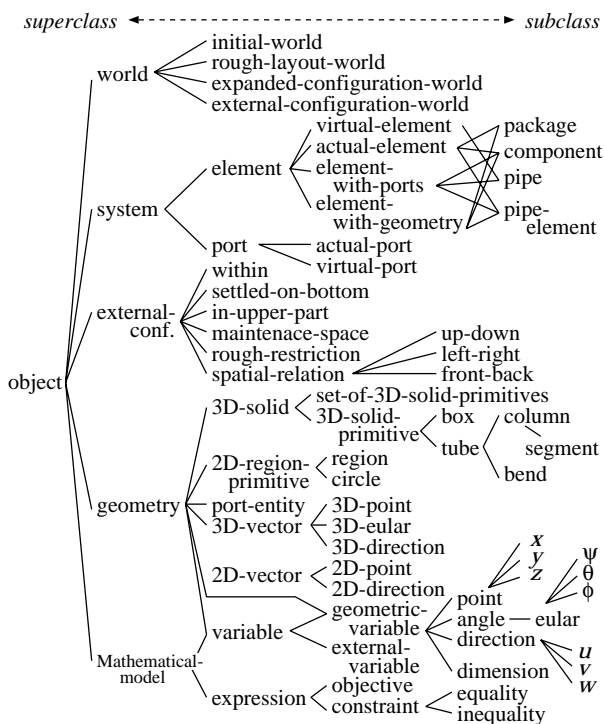 superclass subclass
initial-world
rough-layout-world
world
expanded-configuration-world
external-configuration-world
virtual-element
package
actual-element
component
element
element-
with-ports
pipe
element-
with-geometry
pipe-
element
system
port
actual-port
virtual-port
within
settled-on-bottom
external-
conf.
in-upper-part
maintenace-space
rough-restriction
spatial-relation
up-down
left-right
front-back
object
3D-solid
set-of-3D-solid-primitives
3D-solid-
primitive
box
tube
column
segment
bend
2D-region-
primitive
region
circle
geometry
port-entity
3D-vector
3D-point
3D-eular
3D-direction
2D-vector
2D-point
2D-direction
x
y
z
ψ
θ
ϕ
variable
geometric-
variable
external-
variable
point
angle
eular
direction
dimension
u
v
w
Mathematical-
model
expression
objective
constraint
equality
inequality